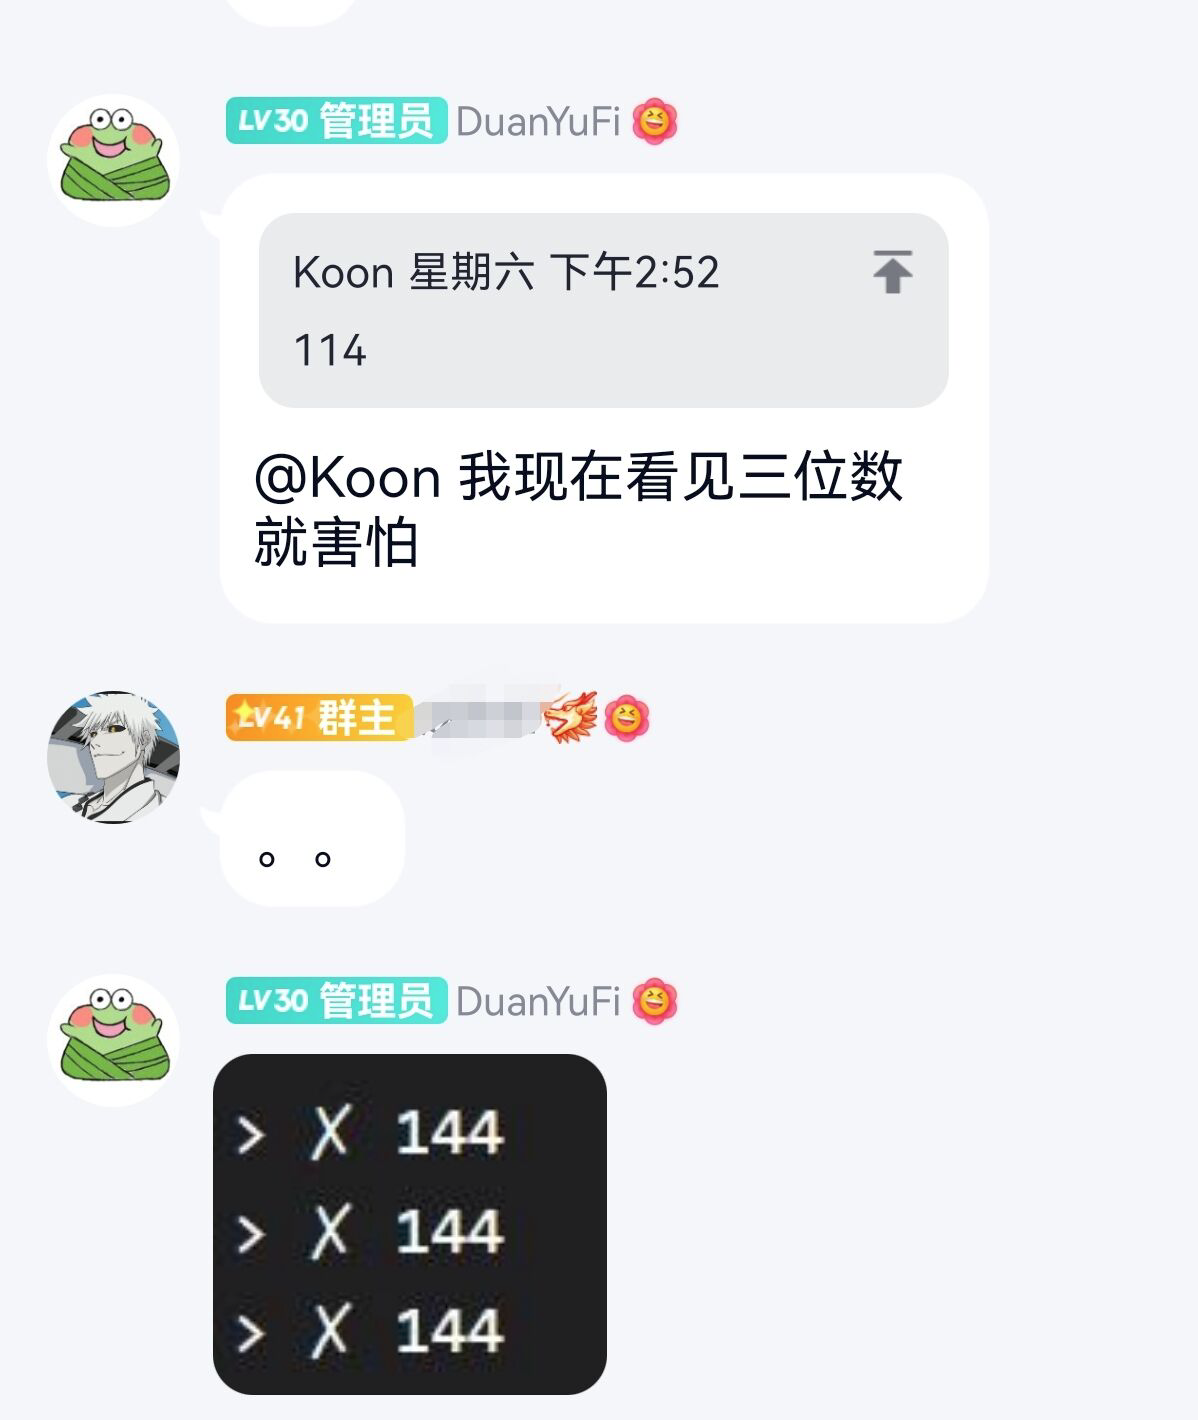 LV30 管理员 DuanYuFi
Koon 星期六 下午2:52
114
@Koon 我现在看见三位数
就害怕
LV41 群主
。。
LV30 管理员 DuanYuFi
> X 144
> X 144
> X 144